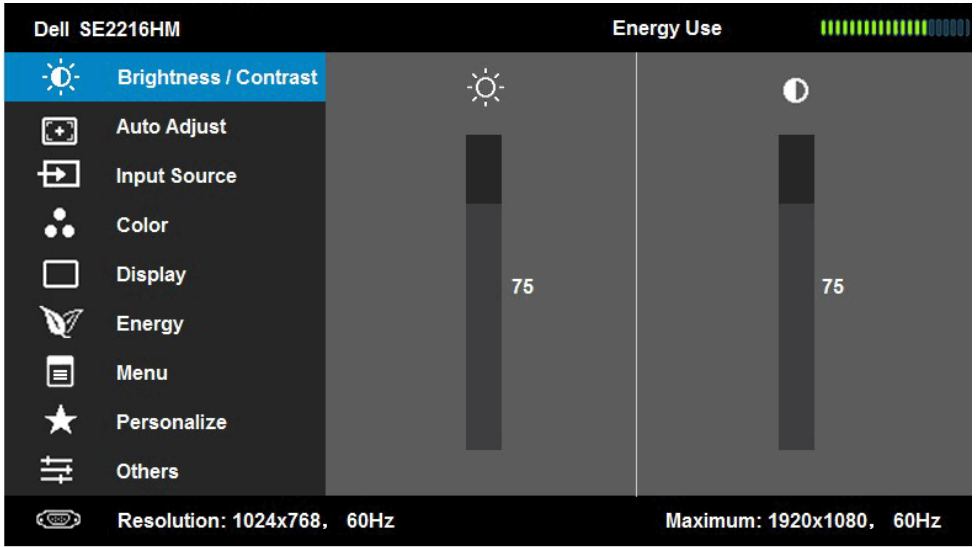 Dell SE2216HM Energy Use
Brightness / Contrast
Auto Adjust
Input Source
Color
Display
75 75
Energy
Menu
Personalize
Others
Resolution: 1024x768， 60Hz Maximum: 1920x1080， 60Hz